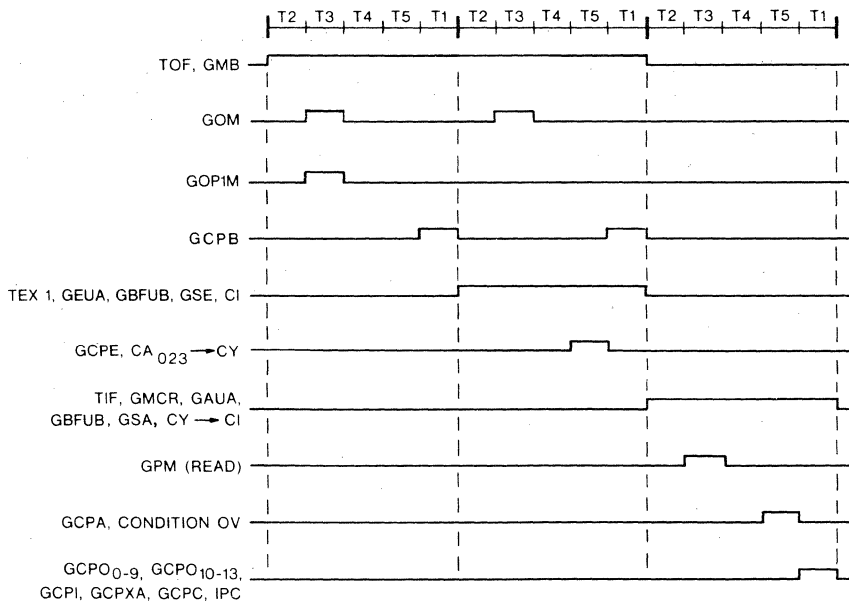 T2 T3 T4 T5 T1 T2 T3 T4 T5 T1 T2 T3 T4 T5 T1
TOF, GMB
GOM
GOP1M
GCPB
TEX 1, GEUA, GBFUB, GSE, CI
GCPE, CA023 → CY
TIF, GMCR, GAUA,
GBFUB, GSA, CY → CI
GPM (READ)
GCPA, CONDITION OV
GCPO0-9, GCPO10-13,
GCPI, GCPXA, GCPC, IPC